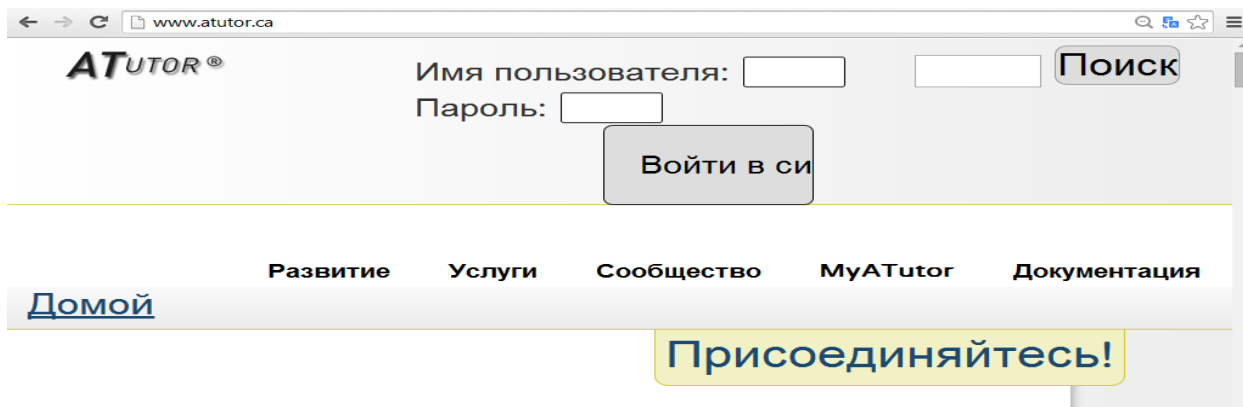 www.atutor.ca
ATUTOR®
Имя пользователя:
Поиск
Пароль:
Войти в си
Развитие Услуги Сообщество MyATutor Документация
Домой
Присоединяйтесь!